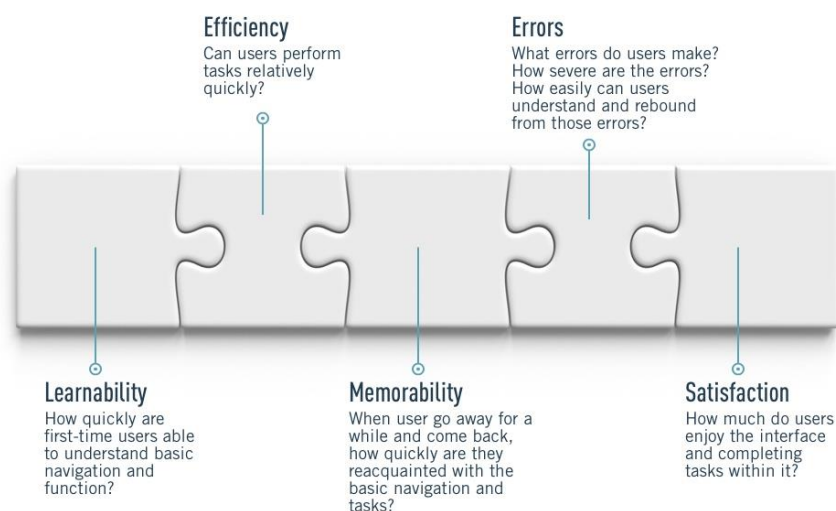 Efficiency
Can users perform
tasks relatively
quickly?
Errors
What errors do users make?
How severe are the errors?
How easily can users
understand and rebound
from those errors?
Learnability
How quickly are
first-time users able
to understand basic
navigation and
function?
Memorability
When user go away for a
while and come back,
how quickly are they
reacquainted with the
basic navigation and
tasks?
Satisfaction
How much do users
enjoy the interface
and completing
tasks within it?